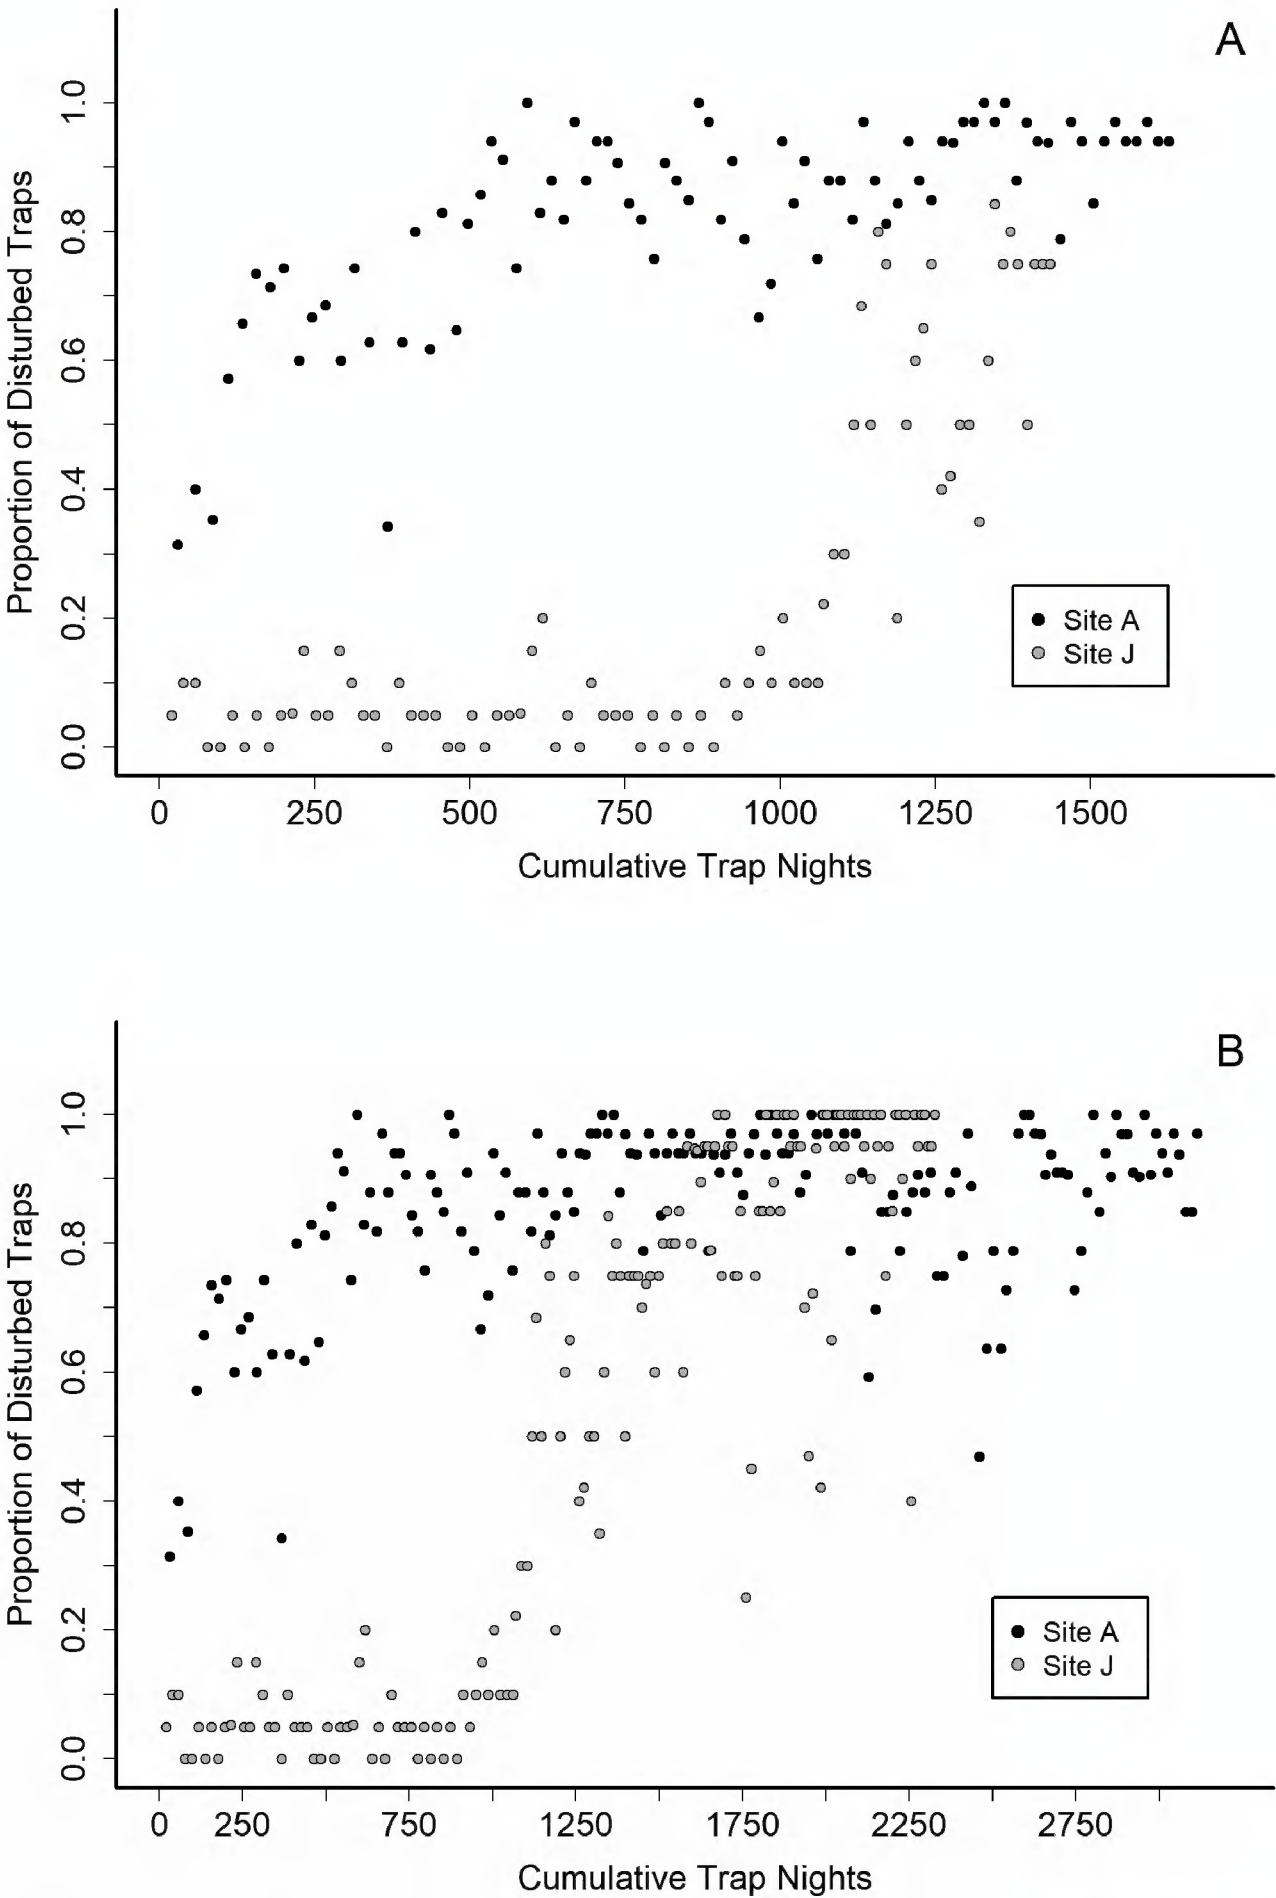 A
Proportion of Disturbed Traps
1.0
0.8
0.6
0.4
0.2
0.0
Site A
Site J
0 250 500 750 1000 1250 1500
Cumulative Trap Nights
B
Proportion of Disturbed Traps
1.0
0.8
0.6
0.4
0.2
0.0
Site A
Site J
0 250 750 1250 1750 2250 2750
Cumulative Trap Nights